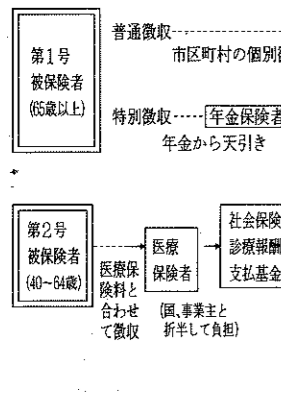 第1号
被保険者
(65歳以上)
普通徴収
市区町村の個別
特別徴収
年金保険者
年金から天引き
第2号
被保険者
(40~64歳)
医療保
険料と
合わせ
て徴収
医療
保険者
(国、事業主と
折半して負担)
社会保険
診療報酬
支払基金